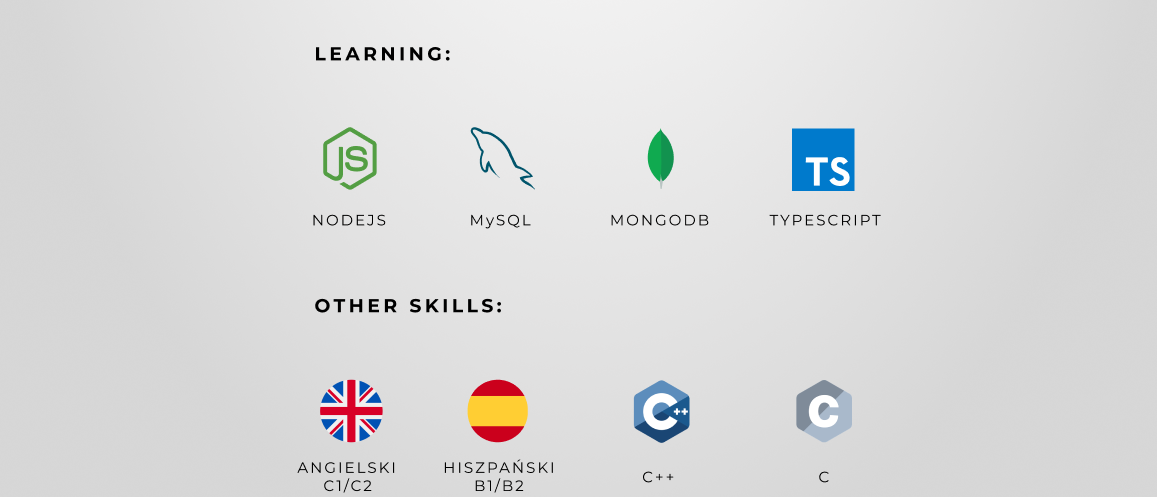 LEARNING:
JS
TS
NODEJS
MySQL
MONGODB
TYPESCRIPT
OTHER SKILLS:
C++
C
ANGIELSKI
C1/C2
HISZPAŃSKI
B1/B2
C++
C